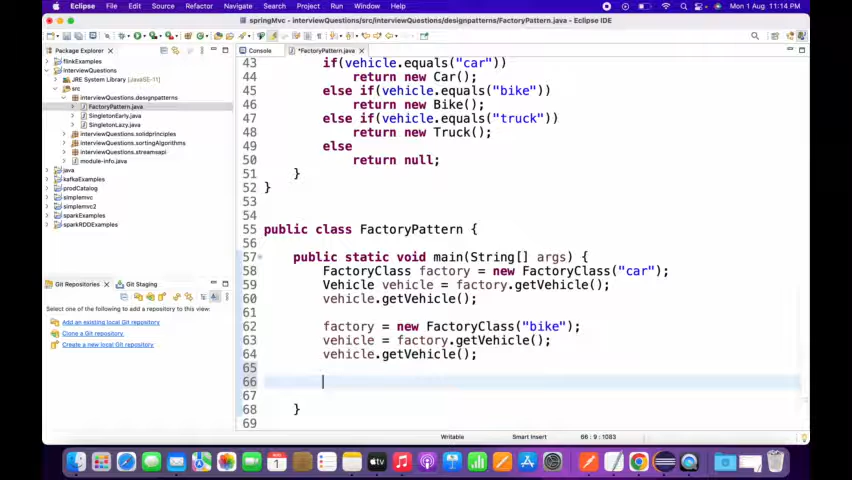 Eclipse File Edit Source Refactor Navigate Search Project Run Window Help Mon 1 Aug 11:14 PM
springMvc - interviewQuestions/src/interviewQuestions/designpatterns/FactoryPattern.java - Eclipse IDE
Package Explorer
flinkExamples
interviewQuestions
JRE System Library [JavaSE-11]
src
interviewQuestions.designpatterns
FactoryPattern.java
SingletonEarly.java
SingletonLazy.java
interviewQuestions.solidprinciples
interviewQuestions.sortingAlgorithms
interviewQuestions.streamsapi
module-info.java
java
kafkaExamples
prodCatalog
simplemvc
simplemvc2
sparkExamples
sparkRDDExamples
Git Repositories Git Staging
Select one of the following to add a repository to this view:
Add an existing local Git repository
Clone a Git repository
Create a new local Git repository
Console *FactoryPattern.java
43 if(vehicle.equals("car"))
44 return new Car();
45 else if(vehicle.equals("bike"))
46 return new Bike();
47 else if(vehicle.equals("truck"))
48 return new Truck();
49 else
50 return null;
51 }
52 }
53
54
55 public class FactoryPattern {
56
57 public static void main(String[] args) {
58 FactoryClass factory = new FactoryClass("car");
59 Vehicle vehicle = factory.getVehicle();
60 vehicle.getVehicle();
61
62 factory = new FactoryClass("bike");
63 vehicle = factory.getVehicle();
64 vehicle.getVehicle();
65
66
67
68 }
69
Writable Smart Insert 66 : 9 : 1083